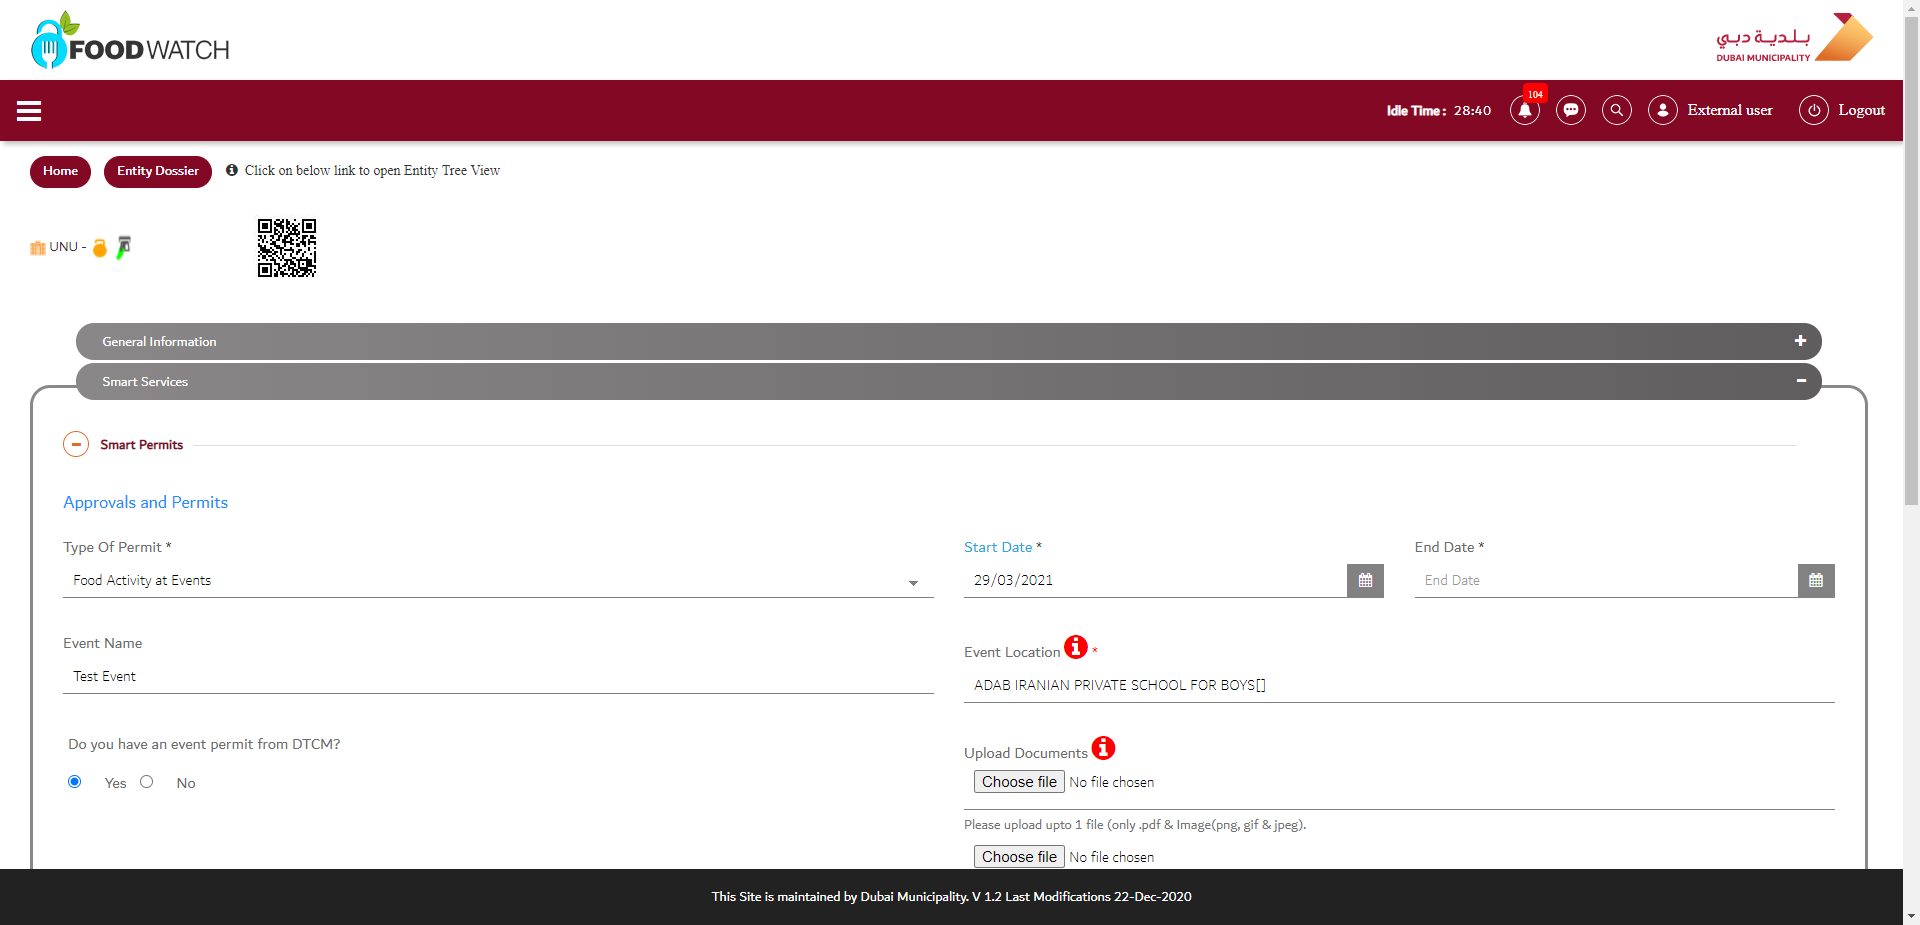 FOODWATCH
بلدية دبي
DUBAI MUNICIPALITY
Idle Time : 28:40
104
External user
Logout
Home
Entity Dossier
Click on below link to open Entity Tree View
UNU -
General Information
Smart Services
Smart Permits
Approvals and Permits
Type Of Permit *
Start Date *
End Date *
Food Activity at Events
29/03/2021
End Date
Event Name
Event Location *
Test Event
ADAB IRANIAN PRIVATE SCHOOL FOR BOYS[]
Do you have an event permit from DTCM?
Upload Documents
Yes No
Choose file No file chosen
Please upload upto 1 file (only .pdf & Image(png, gif & jpeg).
Choose file No file chosen
This Site is maintained by Dubai Municipality. V 1.2 Last Modifications 22-Dec-2020